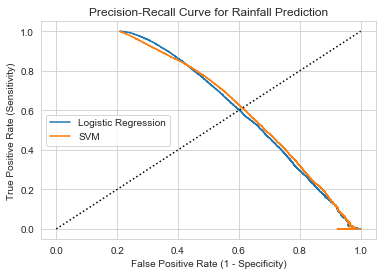 Precision-Recall Curve for Rainfall Prediction
True Positive Rate (Sensitivity)
1.0
0.8
0.6
0.4
0.2
0.0
Logistic Regression
SVM
0.0 0.2 0.4 0.6 0.8 1.0
False Positive Rate (1 - Specificity)